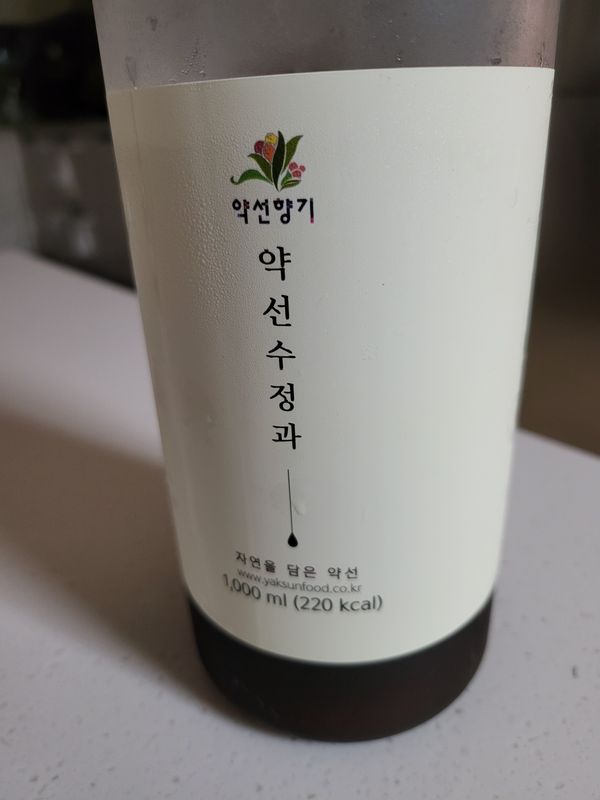 약선향기
약선수정과
자연을 담은 약선
www.yaksunfood.co.kr
1,000 ml (220 kcal)